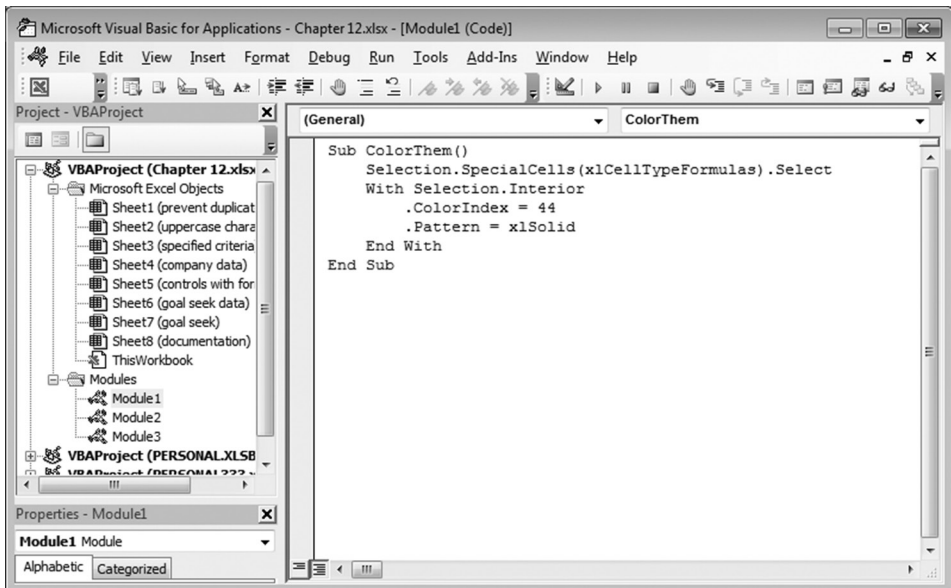 Microsoft Visual Basic for Applications - Chapter 12.xlsx - [Module1 (Code)]
File Edit View Insert Format Debug Run Tools Add-Ins Window Help
Project - VBAProject
VBAProject (Chapter 12.xlsx
Microsoft Excel Objects
Sheet1 (prevent duplicat
Sheet2 (uppercase chara
Sheet3 (specified criteria
Sheet4 (company data)
Sheet5 (controls with for
Sheet6 (goal seek data)
Sheet7 (goal seek)
Sheet8 (documentation)
ThisWorkbook
Modules
Module1
Module2
Module3
VBAProject (PERSONAL.XLSB
VBAProject (PERSONAL???.
Properties - Module1
Module1 Module
Alphabetic Categorized
(General) ColorThem
Sub ColorThem()
Selection.SpecialCells(xlCellTypeFormulas).Select
With Selection.Interior
.ColorIndex = 44
.Pattern = xlSolid
End With
End Sub